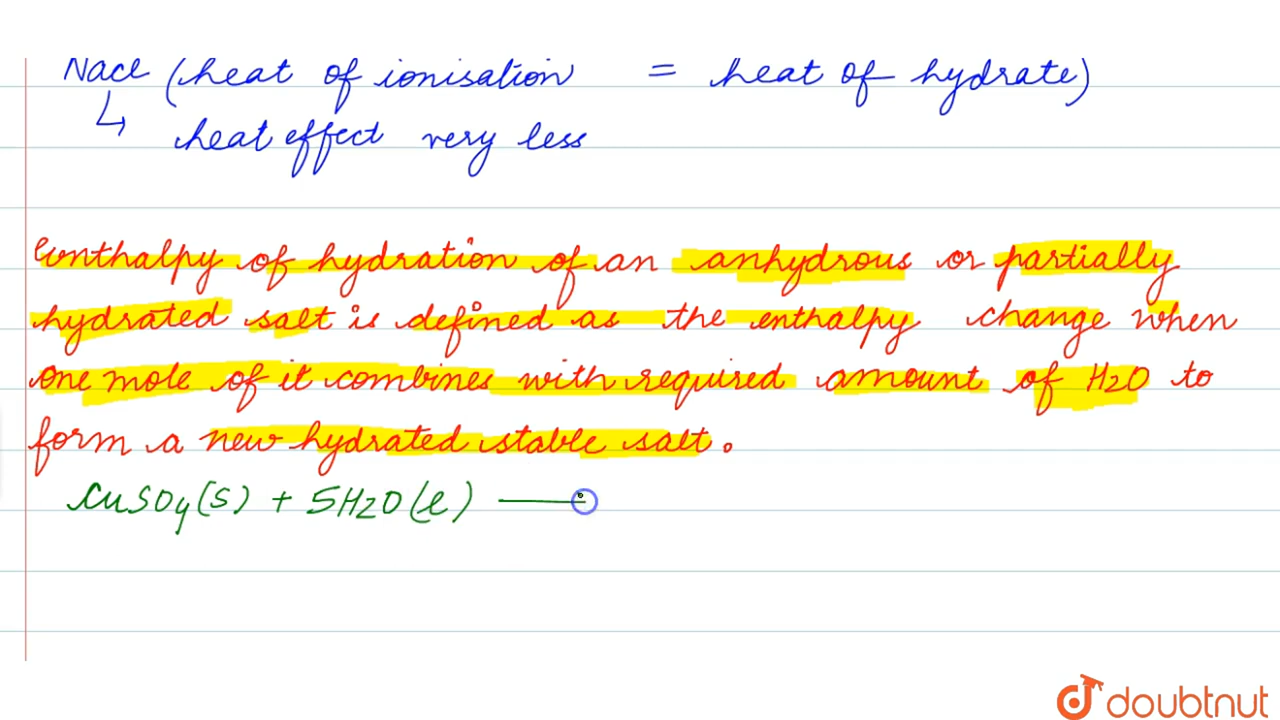 Nacl (heat of ionisation = heat of hydrate)
↳ heat effect very less
Enthalpy of hydration of an anhydrous or partially
hydrated salt is defined as the enthalpy change when
one mole of it combines with required amount of H2O to
form a new hydrated stable salt.
CuSO4(s) + 5H2O(l) —
doubtnut